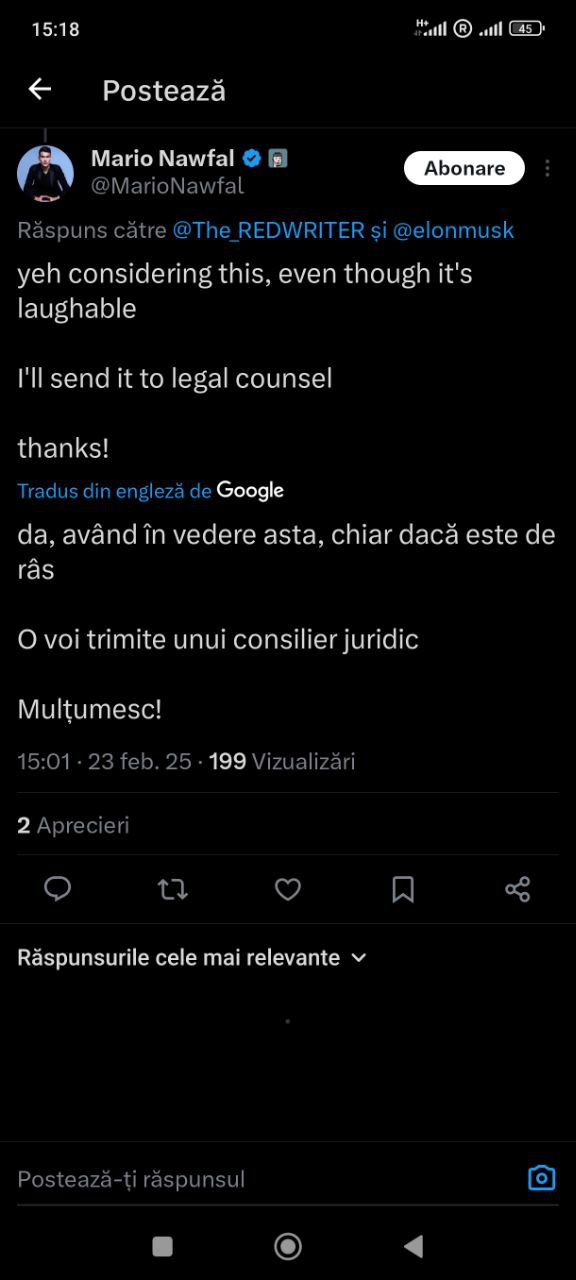 15:18
H+
R
45
Postează
Mario Nawfal
@MarioNawfal
Abonare
Răspuns către @The_REDWRITER și @elonmusk
yeh considering this, even though it's
laughable
I'll send it to legal counsel
thanks!
Tradus din engleză de Google
da, având în vedere asta, chiar dacă este de
râs
O voi trimite unui consilier juridic
Mulțumesc!
15:01 · 23 feb. 25 · 199 Vizualizări
2 Aprecieri
Răspunsurile cele mai relevante
Postează-ți răspunsul